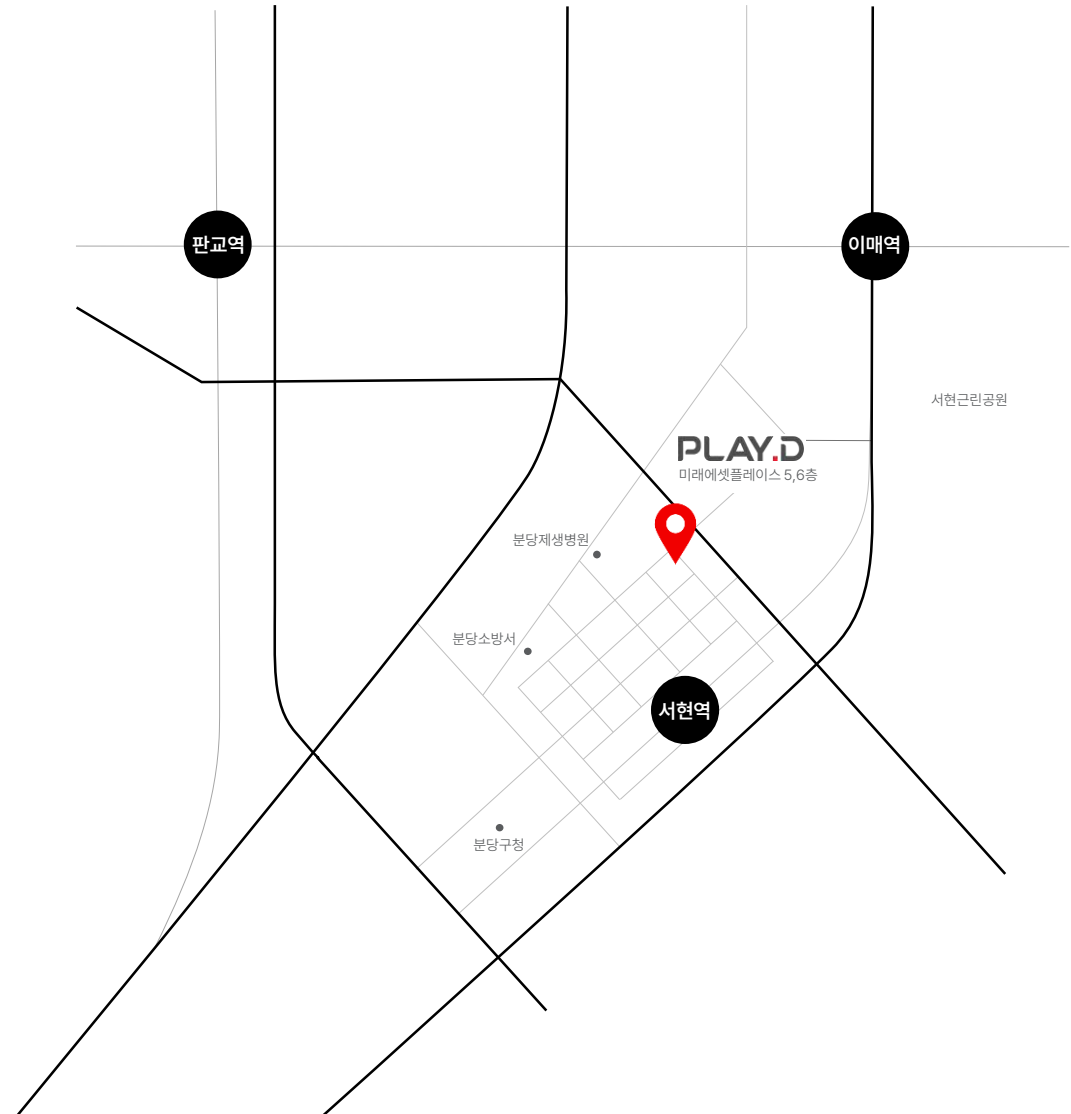 판교역
이매역
서현근린공원
PLAY.D
미래에셋플레이스 5,6층
분당제생병원
분당소방서
서현역
분당구청